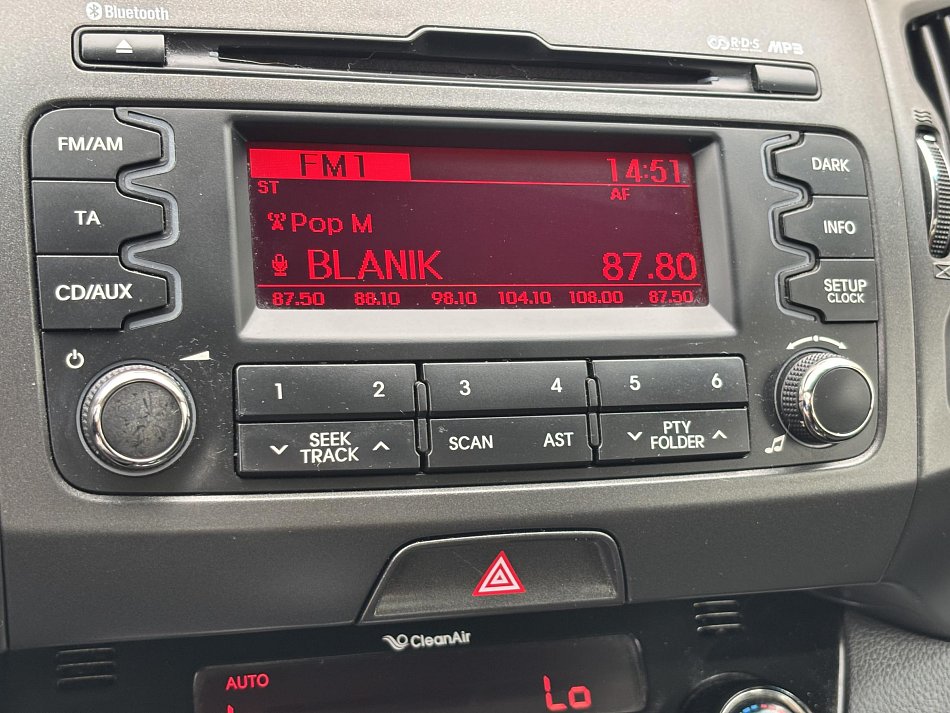 Bluetooth
R·D·S MP3
FM/AM
TA
CD/AUX
FM1 14:51
ST AF
Pop M
BLANIK 87.80
87.50 88.10 98.10 104.10 108.00 87.50
DARK
INFO
SETUP
CLOCK
1 2 3 4 5 6
SEEK
TRACK
SCAN AST
PTY
FOLDER
CleanAir
AUTO
Lo